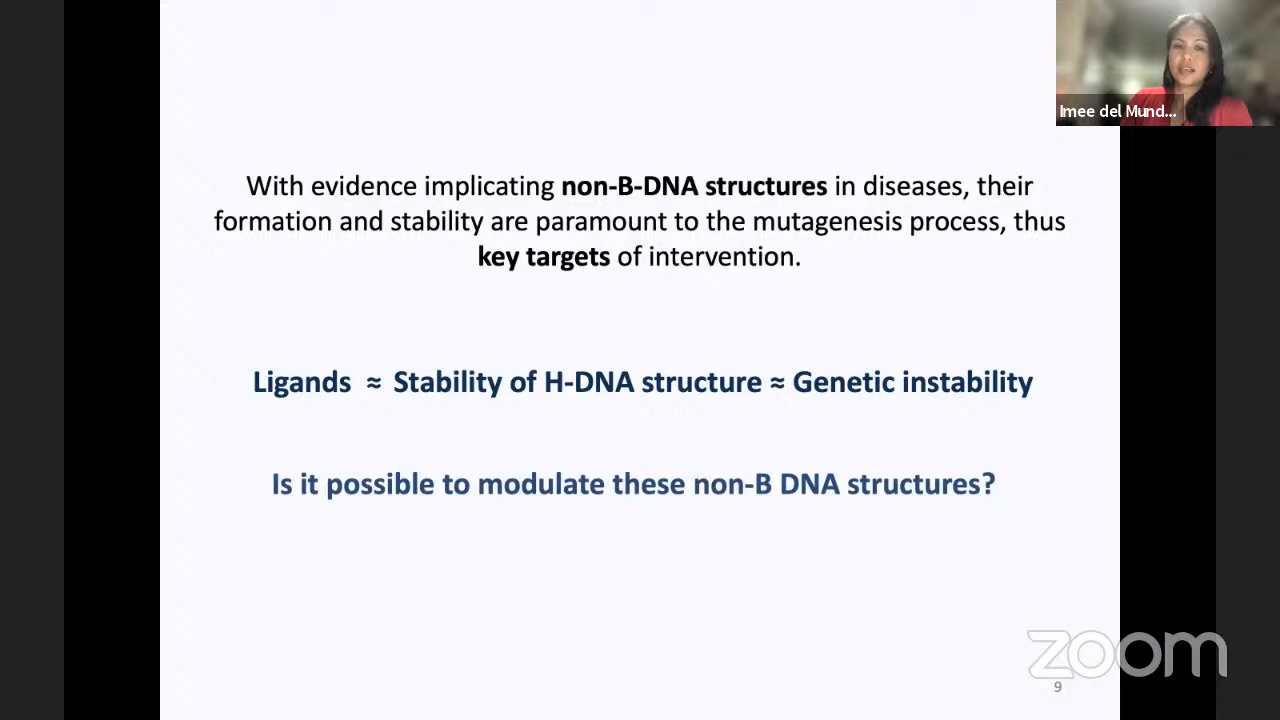 Imee del Mund...
With evidence implicating non-B-DNA structures in diseases, their
formation and stability are paramount to the mutagenesis process, thus
key targets of intervention.
Ligands ≈ Stability of H-DNA structure ≈ Genetic instability
Is it possible to modulate these non-B DNA structures?
zoom
9